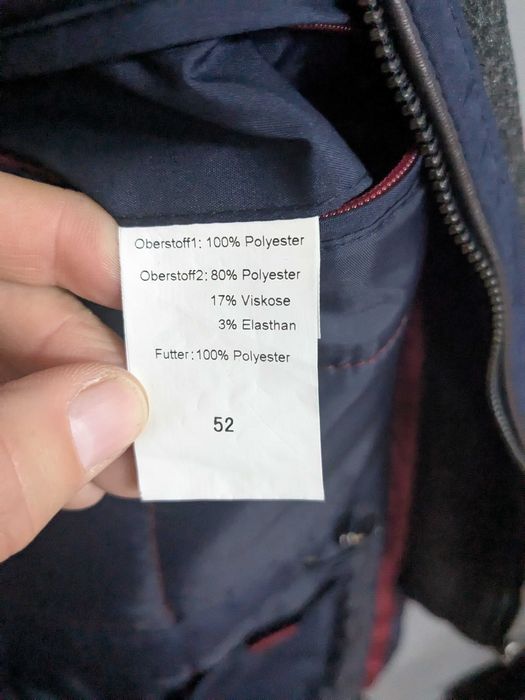 Oberstoff1: 100% Polyester
Oberstoff2: 80% Polyester
17% Viskose
3% Elasthan
Futter: 100% Polyester
52